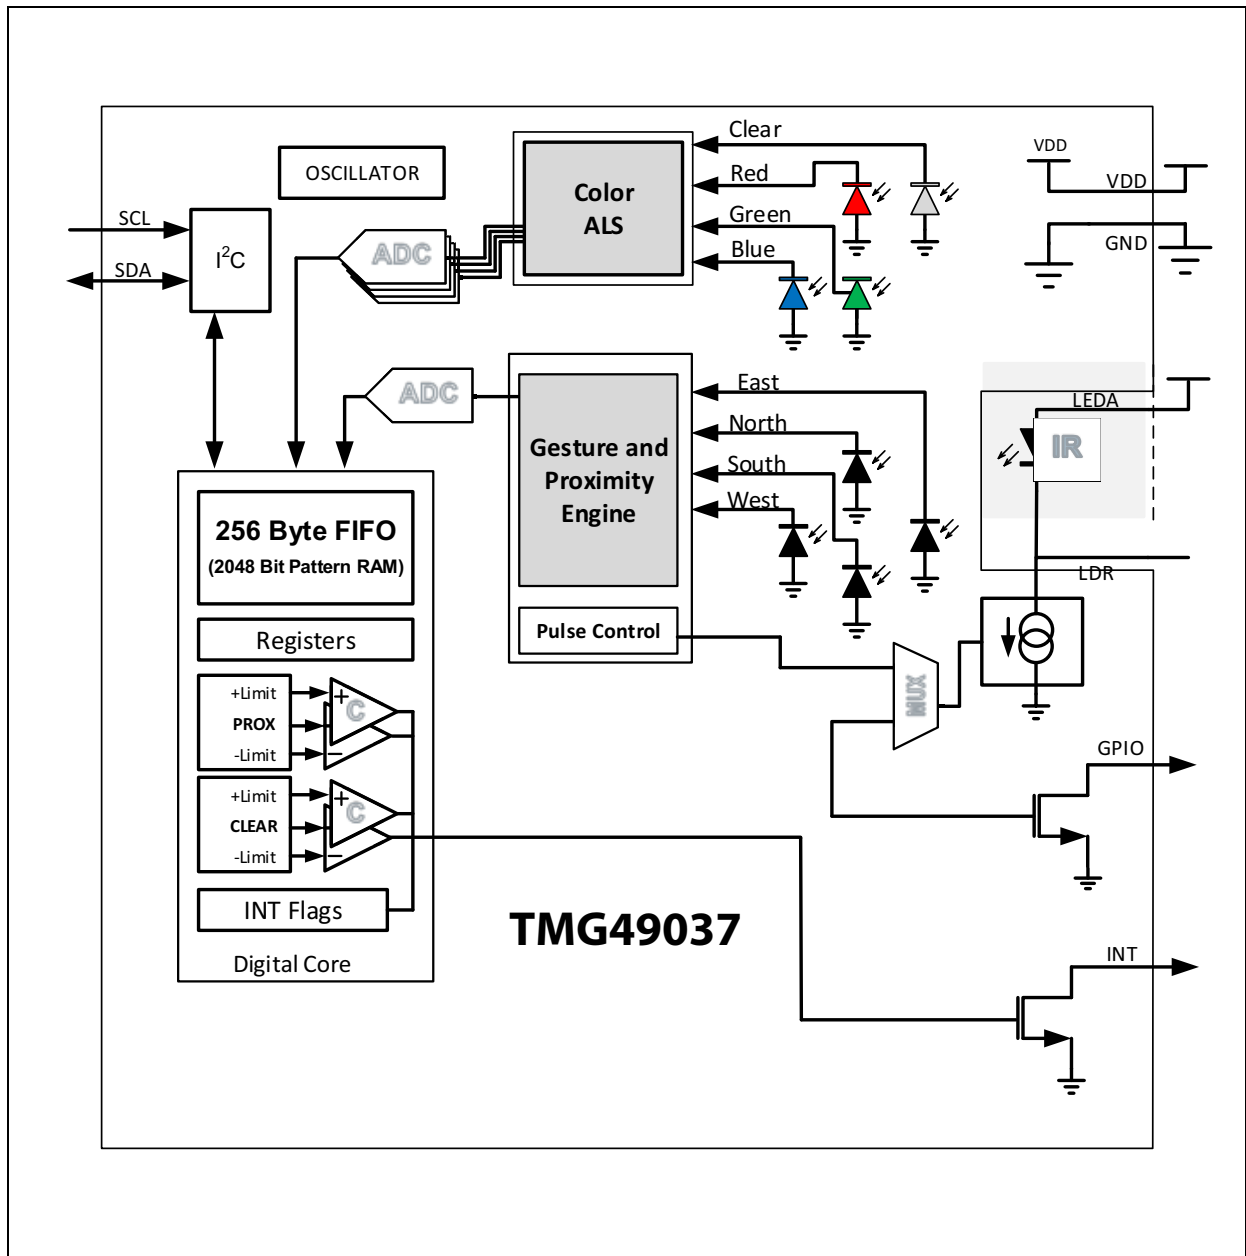 OSCILLATOR
SCL
SDA
I²C
ADC
Color
ALS
Clear
Red
Green
Blue
VDD
VDD
GND
ADC
Gesture and
Proximity
Engine
East
North
South
West
Pulse Control
LEDA
IR
LDR
MUX
256 Byte FIFO
(2048 Bit Pattern RAM)
Registers
+Limit
PROX
-Limit
+
C
–
+Limit
CLEAR
-Limit
+
C
–
INT Flags
Digital Core
GPIO
TMG49037
INT